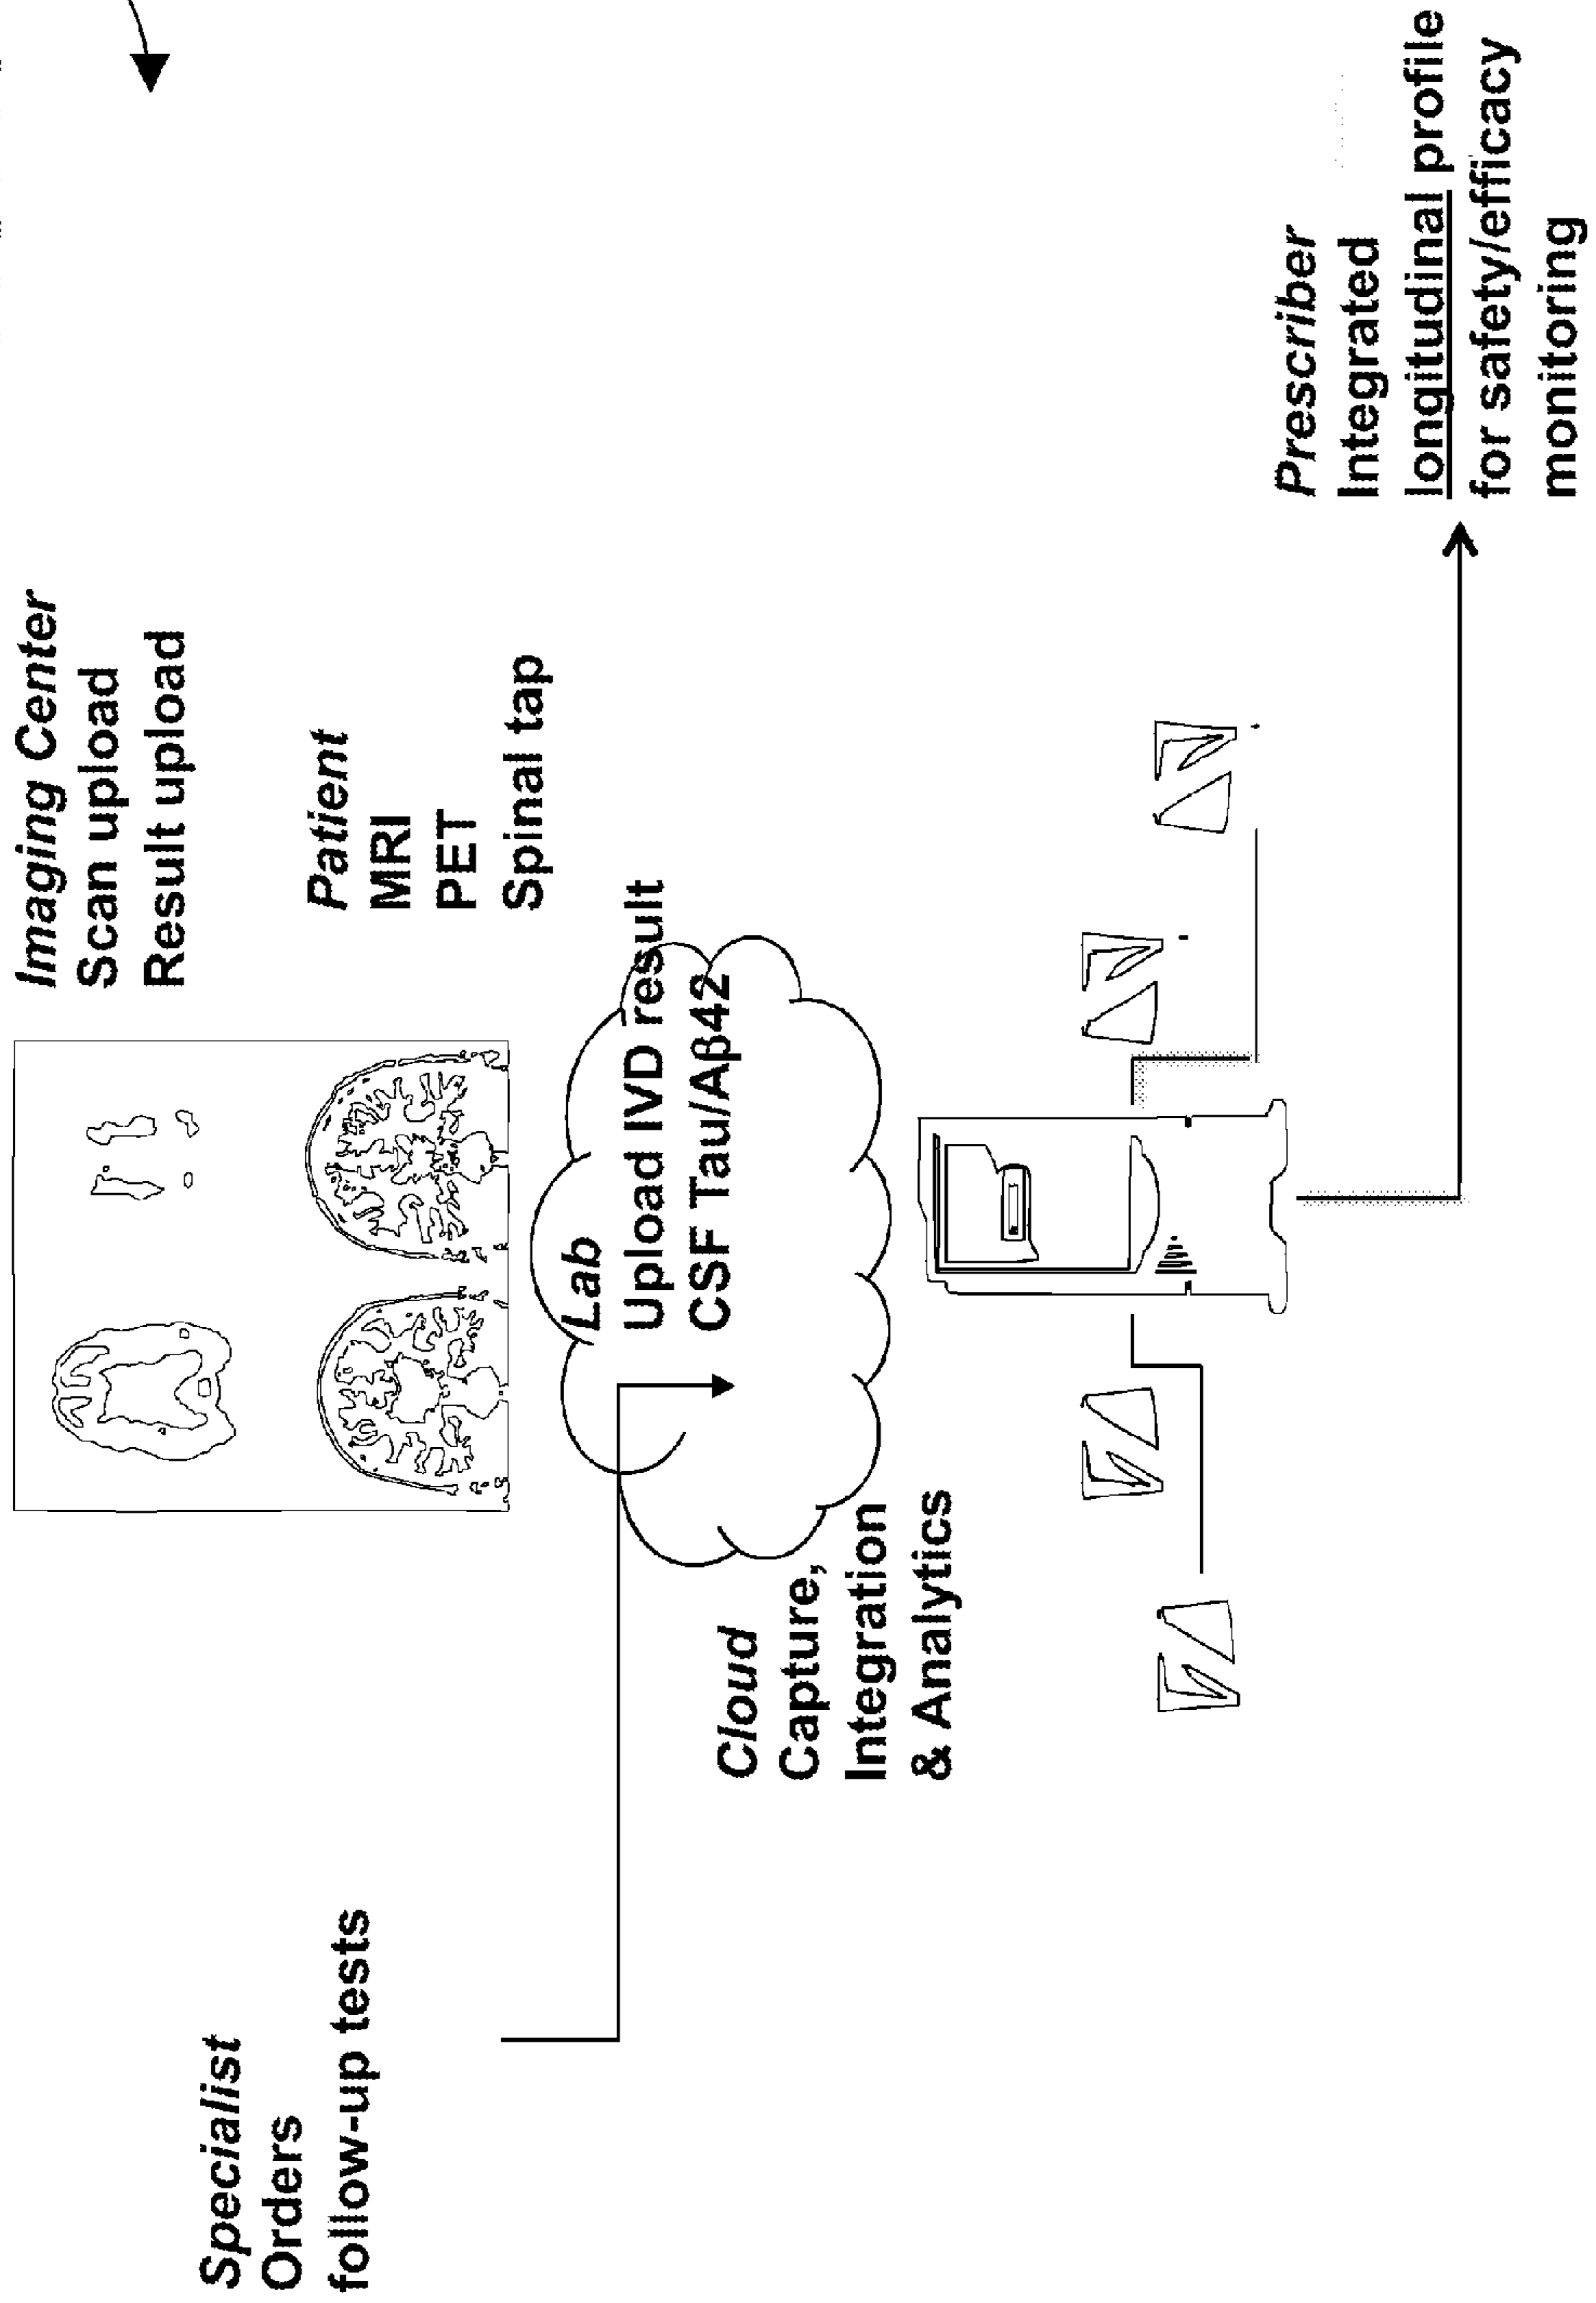 Specialist
Orders
follow-up tests
Imaging Center
Scan upload
Result upload
Patient
MRI
PET
Spinal tap
Lab
Upload IVD result
CSF Tau/Aβ42
Cloud
Capture,
Integration
& Analytics
Prescriber
Integrated
longitudinal profile
for safety/efficacy
monitoring